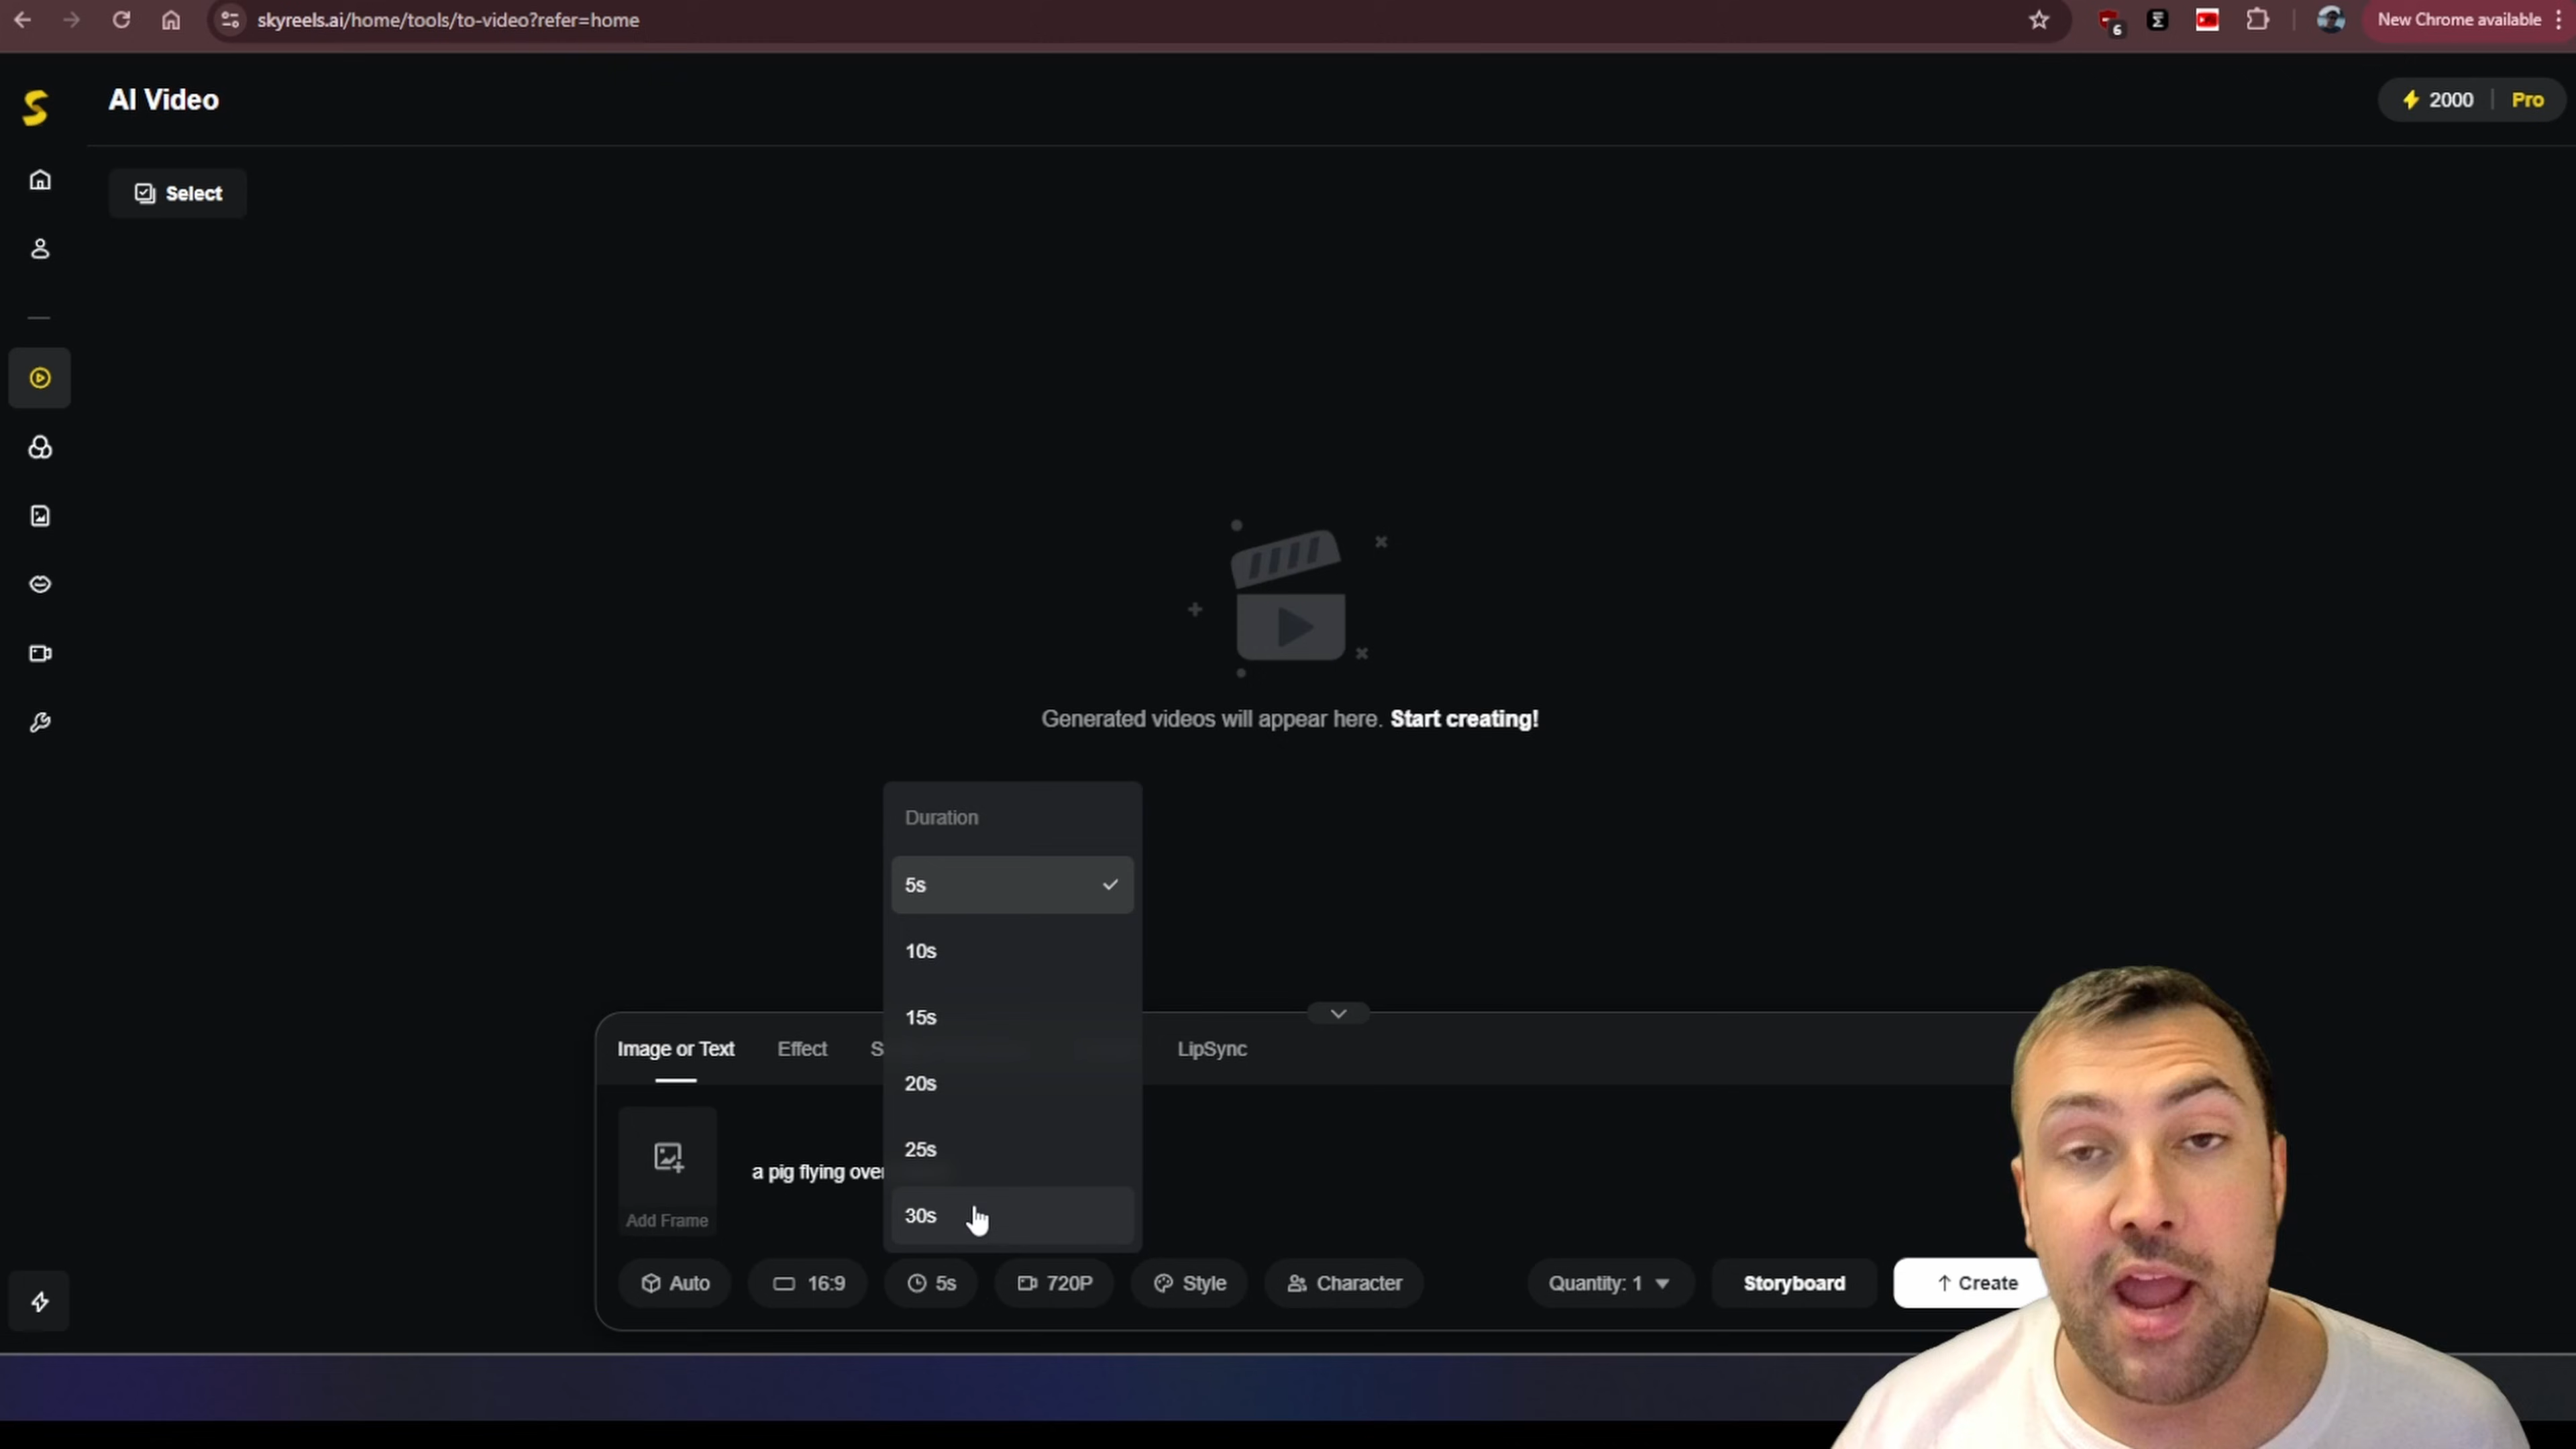 skyreels.ai/home/tools/to-video?refer=home
6
New Chrome available
AI Video
2000
Pro
Select
Generated videos will appear here. Start creating!
Duration
5s
10s
15s
20s
25s
30s
Image or Text
Effect
S
LipSync
a pig flying over
Add Frame
Auto
16:9
5s
720P
Style
Character
Quantity: 1
Storyboard
Create